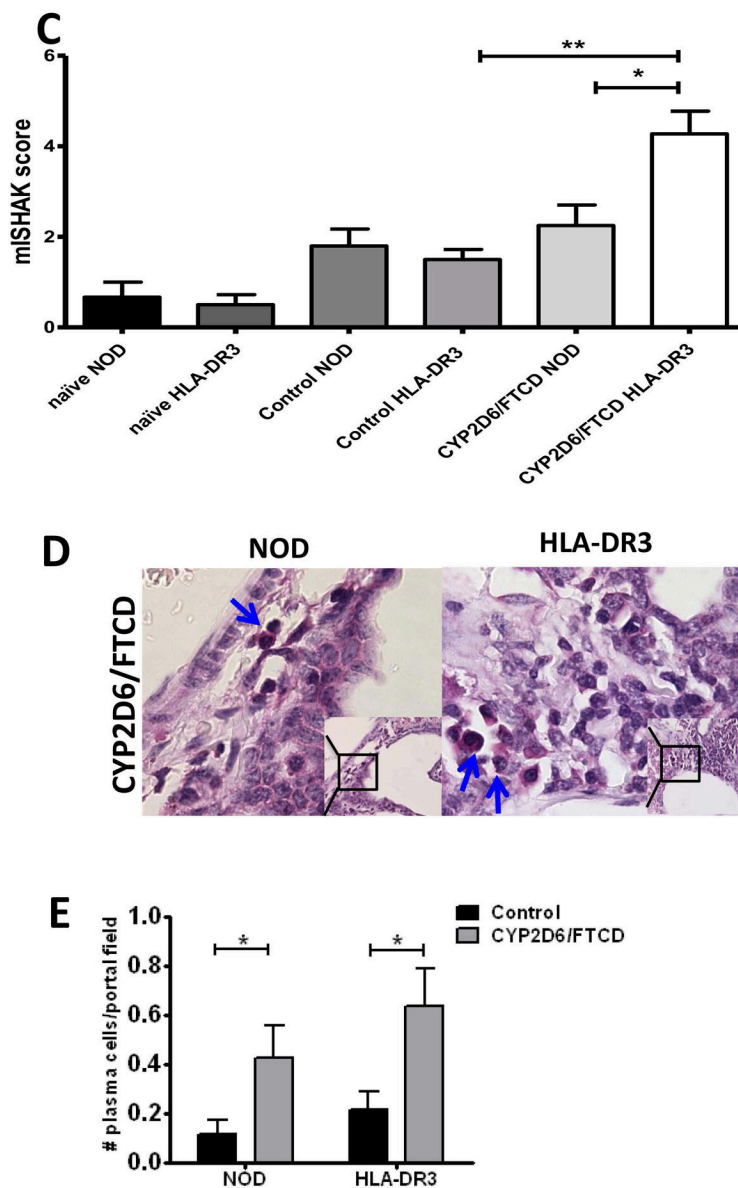 C
6
**
*
4
mISHAK score
2
0
naïve NOD
naïve HLA-DR3
Control NOD
Control HLA-DR3
CYP2D6/FTCD NOD
CYP2D6/FTCD HLA-DR3
D
NOD
HLA-DR3
CYP2D6/FTCD
E
1.0
Control
CYP2D6/FTCD
0.8
*
*
# plasma cells/portal field
0.6
0.4
0.2
0.0
NOD
HLA-DR3